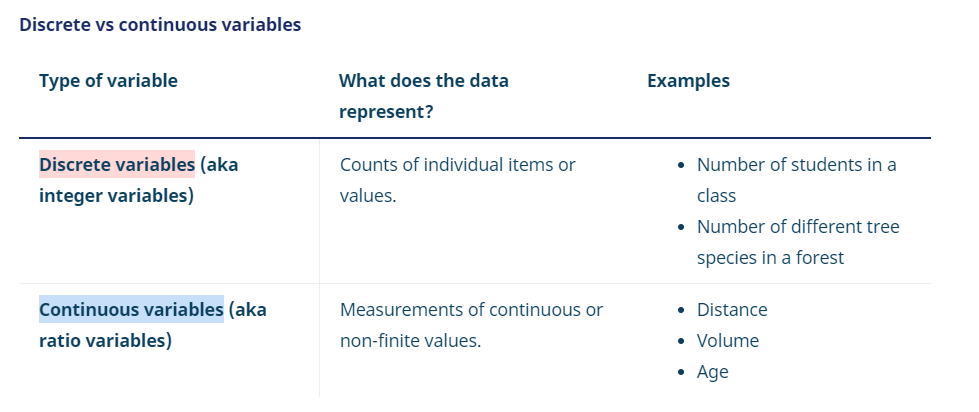 Discrete vs continuous variables
Type of variable
What does the data
represent?
Examples
Discrete variables (aka
integer variables)
Counts of individual items or
values.
• Number of students in a
class
• Number of different tree
species in a forest
Continuous variables (aka
ratio variables)
Measurements of continuous or
non-finite values.
• Distance
• Volume
• Age